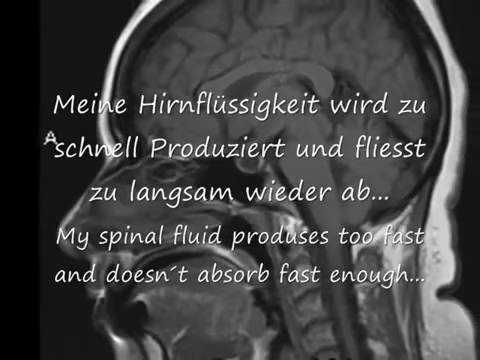 Meine Hirnflüssigkeit wird zu
A
schnell Produziert und fliesst
zu langsam wieder ab...
My spinal fluid produses too fast
and doesn´t absorb fast enough...